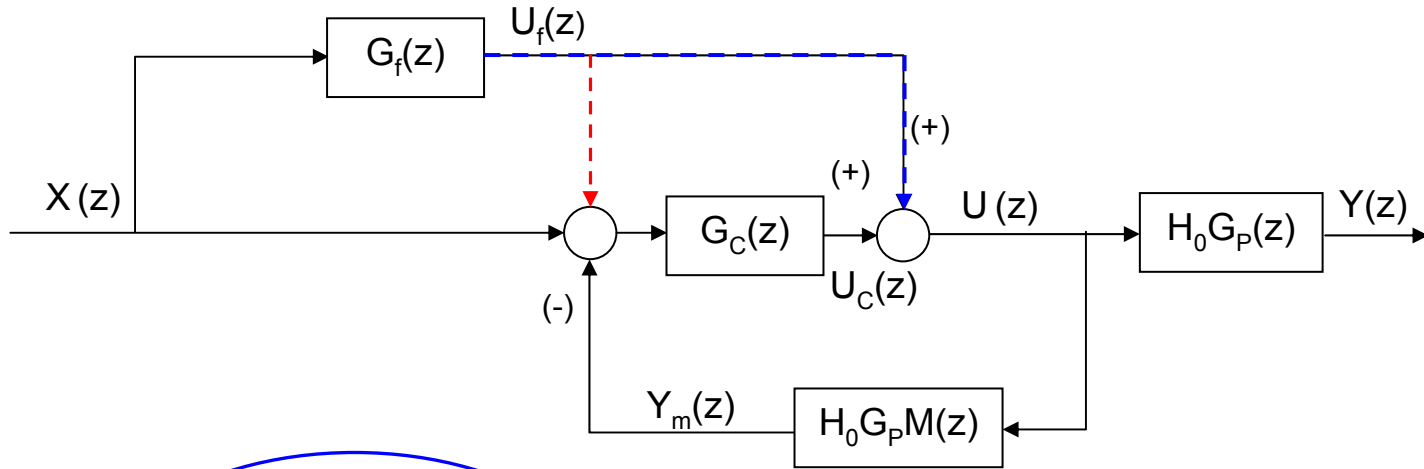 U_f(z)
G_f(z)
(+)
(+)
X (z)
U (z)
Y(z)
G_C(z)
H_0G_P(z)
U_C(z)
(-)
Y_m(z)
H_0G_PM(z)